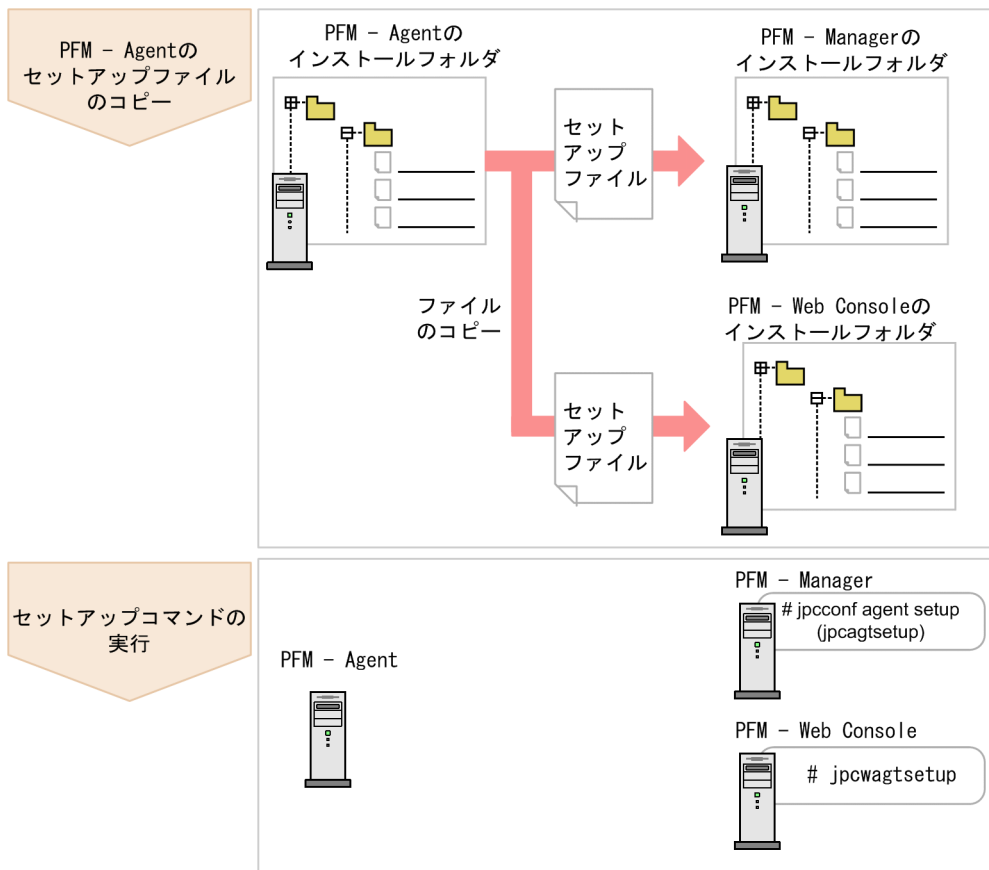 PFM - Agentの
セットアップファイル
のコピー
PFM - Agentの
インストールフォルダ
PFM - Managerの
インストールフォルダ
セット
アップ
ファイル
ファイル
のコピー
PFM - Web Consoleの
インストールフォルダ
セット
アップ
ファイル
セットアップコマンドの
実行
PFM - Agent
PFM - Manager
# jpcconf agent setup
(jpcagtsetup)
PFM - Web Console
# jpcwagtsetup